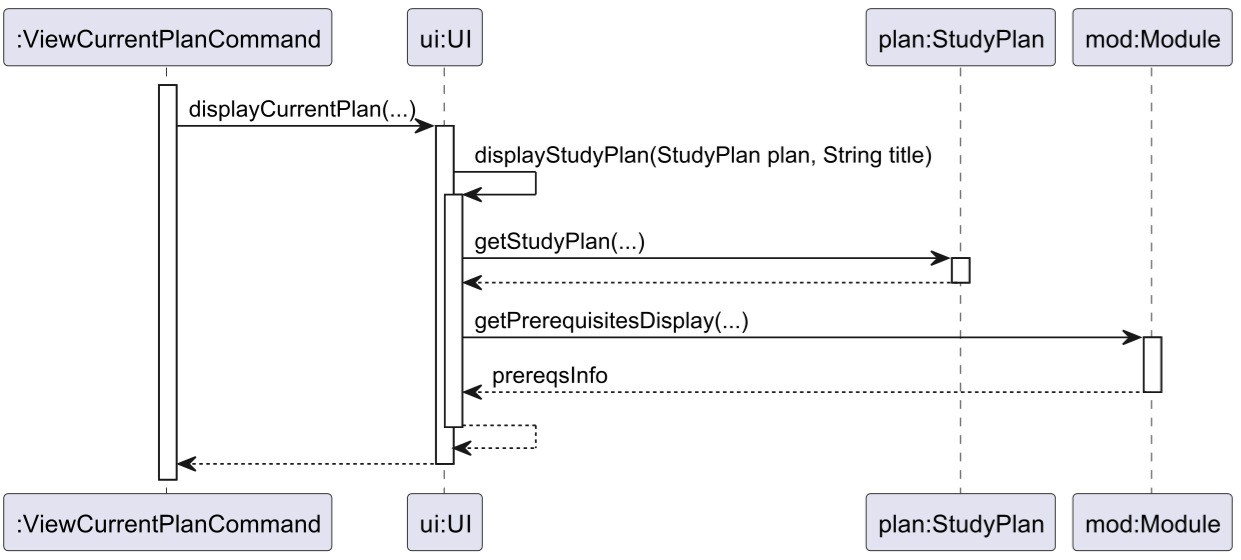 :ViewCurrentPlanCommand
ui:UI
plan:StudyPlan
mod:Module
displayCurrentPlan(...)
displayStudyPlan(StudyPlan plan, String title)
getStudyPlan(...)
getPrerequisitesDisplay(...)
prereqsInfo
:ViewCurrentPlanCommand
ui:UI
plan:StudyPlan
mod:Module